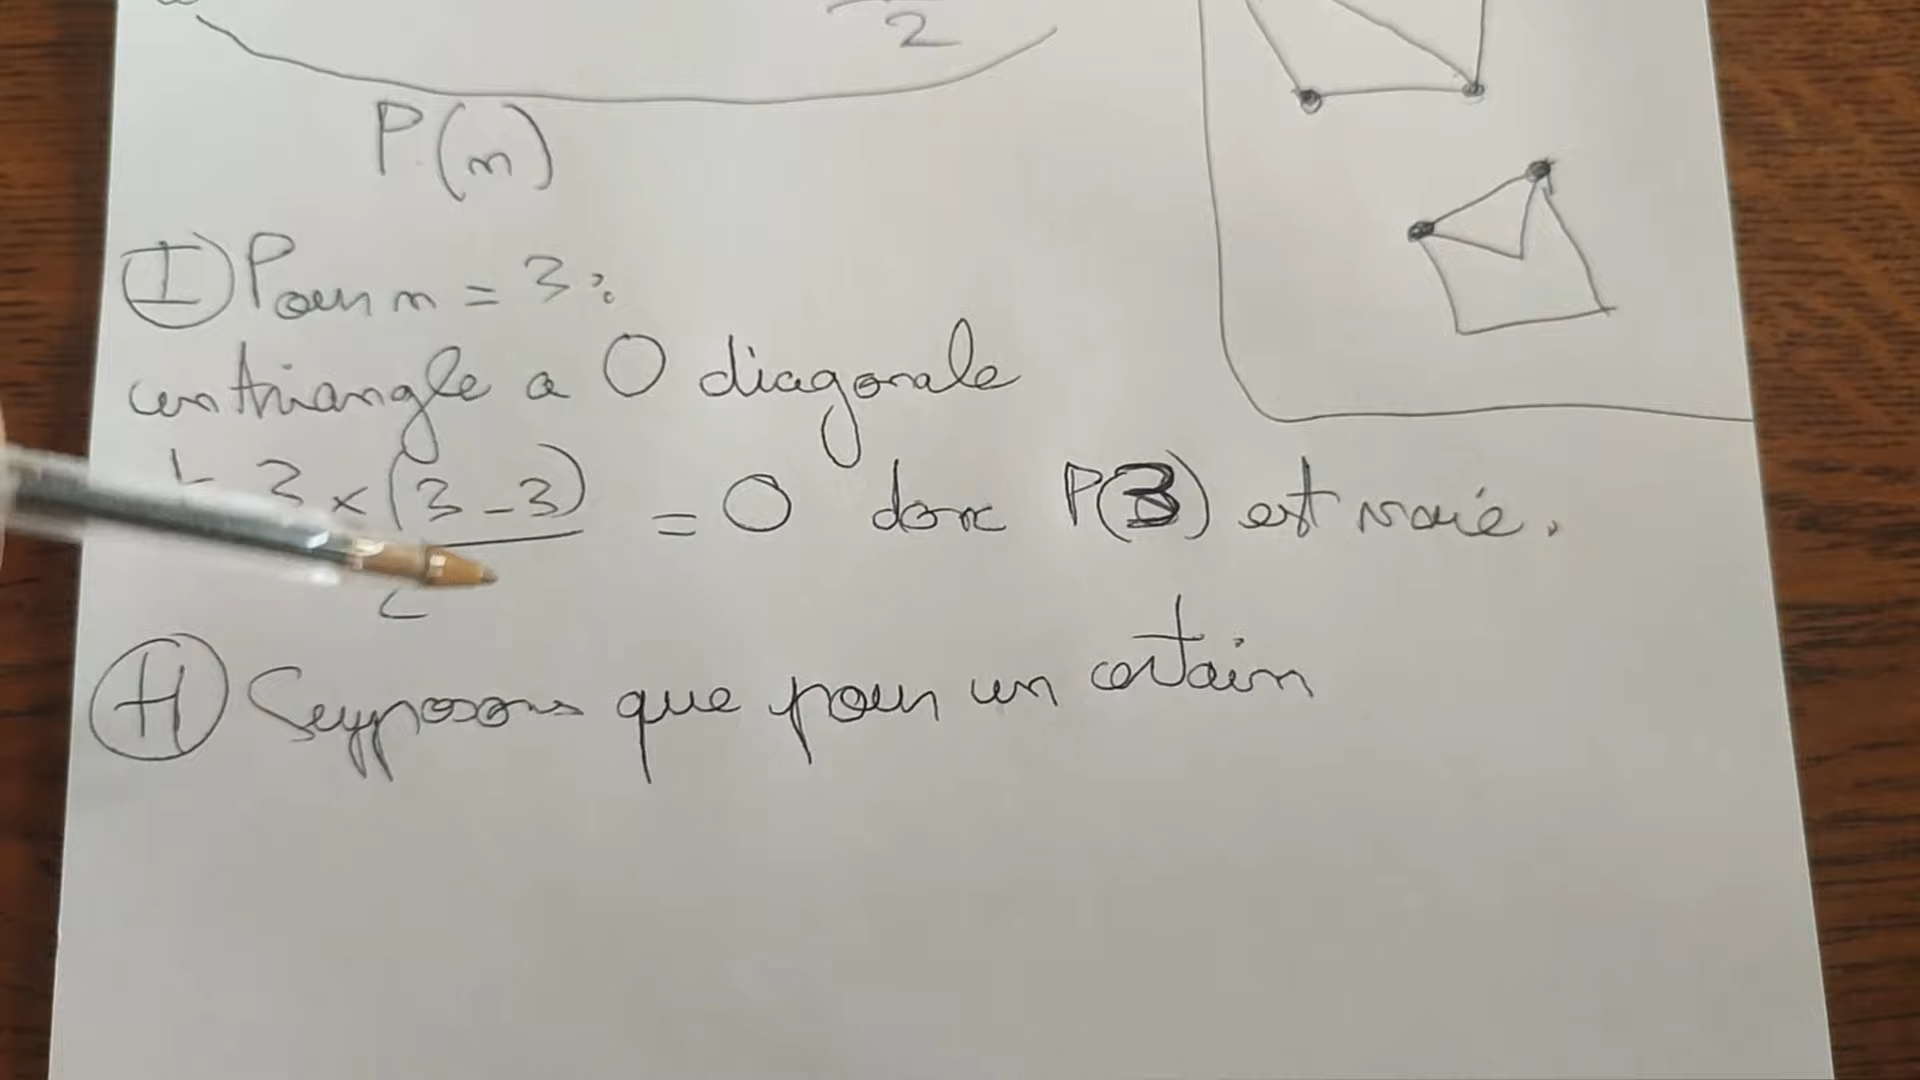 2
P(n)
I Pour n = 3 :
un triangle a 0 diagonale
et 3 × (3 - 3) = 0 donc P(3) est vraie.
2
H Supposons que pour un certain